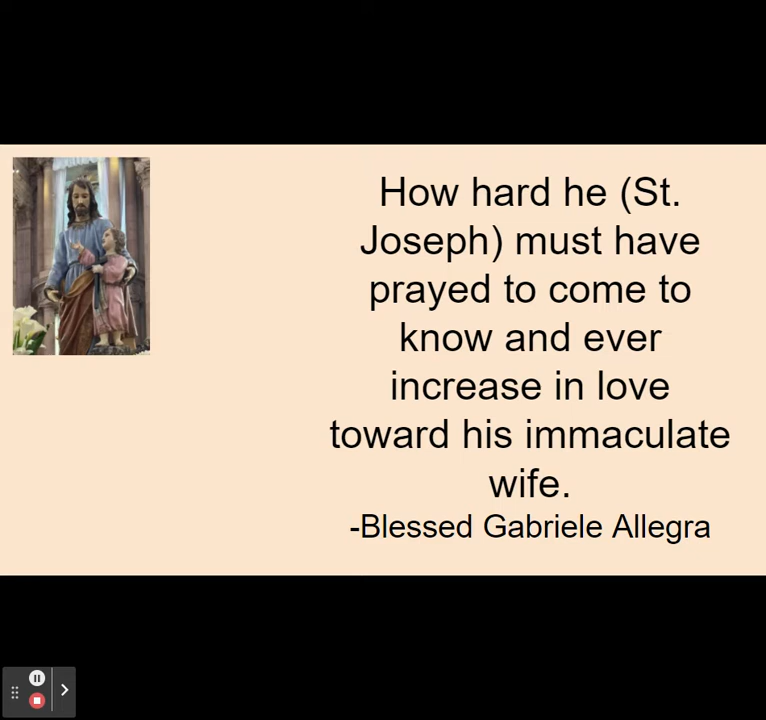 How hard he (St.
Joseph) must have
prayed to come to
know and ever
increase in love
toward his immaculate
wife.
-Blessed Gabriele Allegra